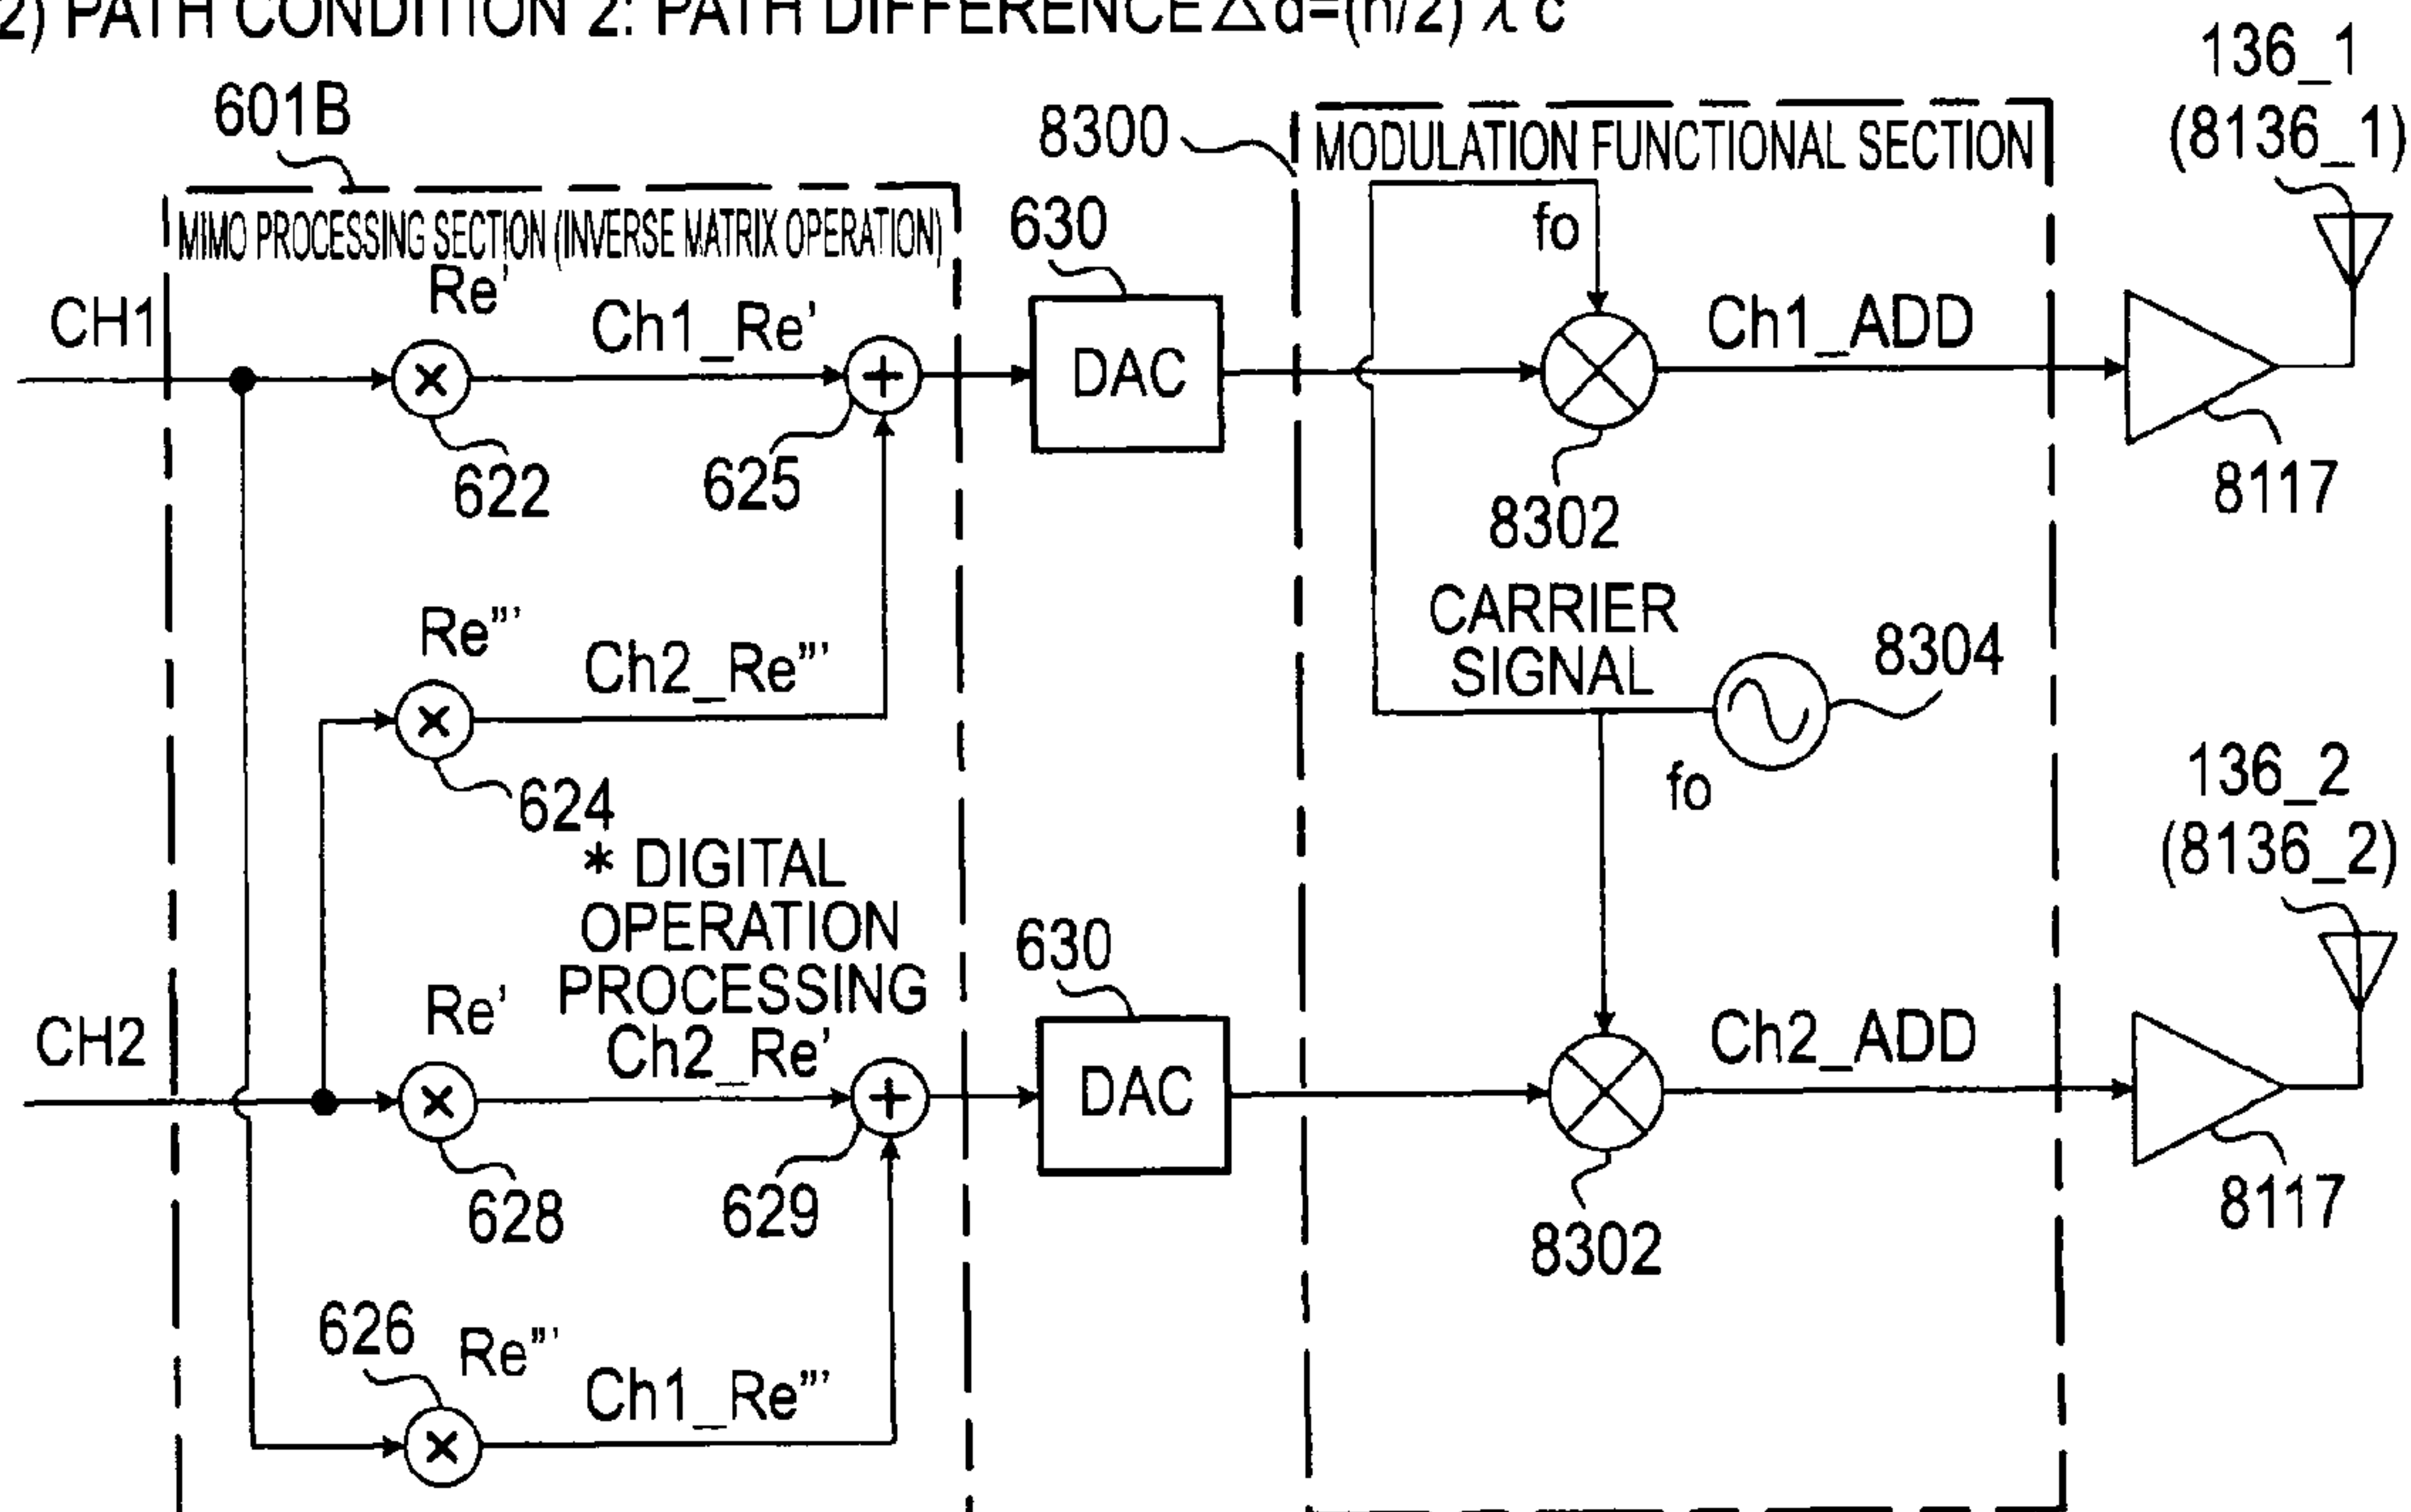 2) PATH CONDITION 2: PATH DIFFERENCE△d=(n/2) λ c
136_1
(8136_1)
601B
8300
MODULATION FUNCTIONAL SECTION
MIMO PROCESSING SECTION (INVERSE MATRIX OPERATION)
630
fo
Re'
CH1
Ch1_Re'
DAC
Ch1_ADD
622
625
8302
8117
CARRIER
SIGNAL
8304
Re"'
Ch2_Re"'
624
fo
136_2
(8136_2)
* DIGITAL
OPERATION
PROCESSING
630
CH2
Re'
Ch2_Re'
DAC
Ch2_ADD
628
629
8302
8117
626
Re"'
Ch1_Re"'